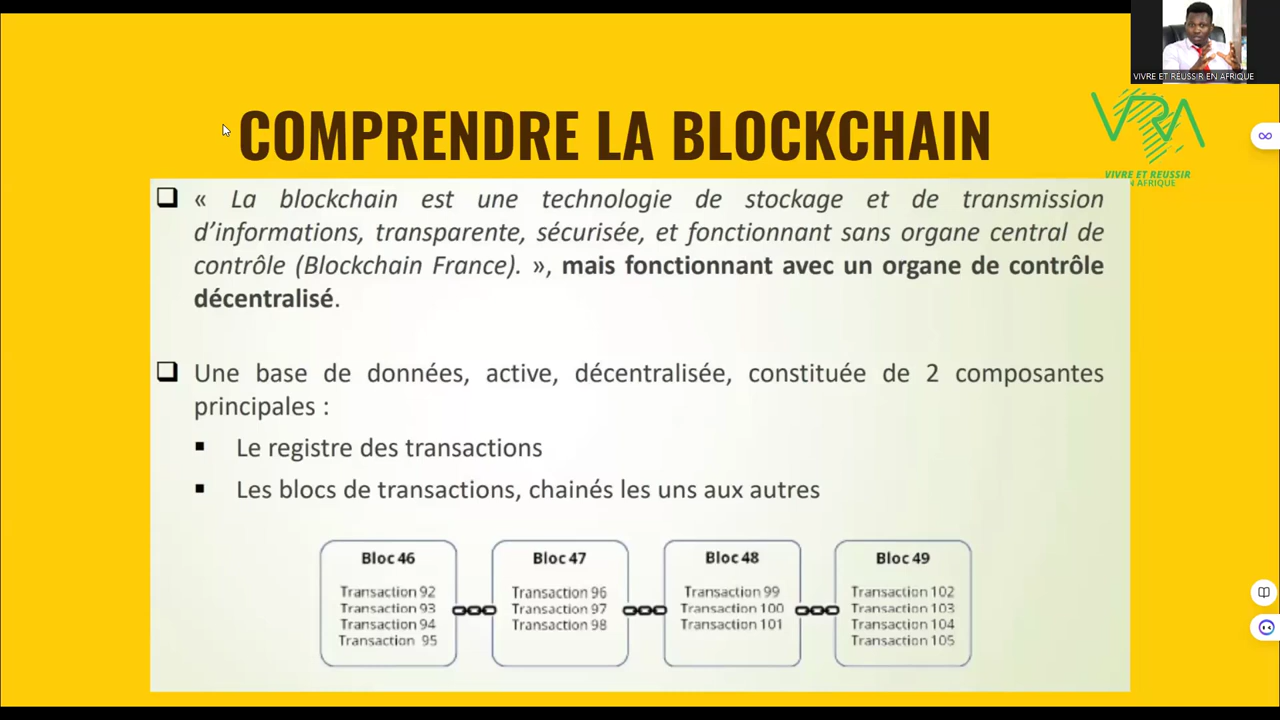 VIVRE ET REUSSIR EN AFRIQUE
VRA
VIVRE ET REUSSIR
EN AFRIQUE
COMPRENDRE LA BLOCKCHAIN
« La blockchain est une technologie de stockage et de transmission
d’informations, transparente, sécurisée, et fonctionnant sans organe central de
contrôle (Blockchain France). », mais fonctionnant avec un organe de contrôle
décentralisé.
Une base de données, active, décentralisée, constituée de 2 composantes
principales :
Le registre des transactions
Les blocs de transactions, chainés les uns aux autres
Bloc 46
Transaction 92
Transaction 93
Transaction 94
Transaction 95
Bloc 47
Transaction 96
Transaction 97
Transaction 98
Bloc 48
Transaction 99
Transaction 100
Transaction 101
Bloc 49
Transaction 102
Transaction 103
Transaction 104
Transaction 105